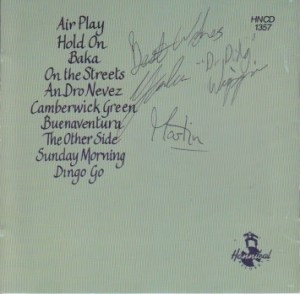 Air Play
Hold On
Baka
On the Streets
An Dro Nevez
Camberwick Green
Buenaventura
The Other Side
Sunday Morning
Dingo Go
HNCD
1357
Best Wishes
Martin
Hannibal